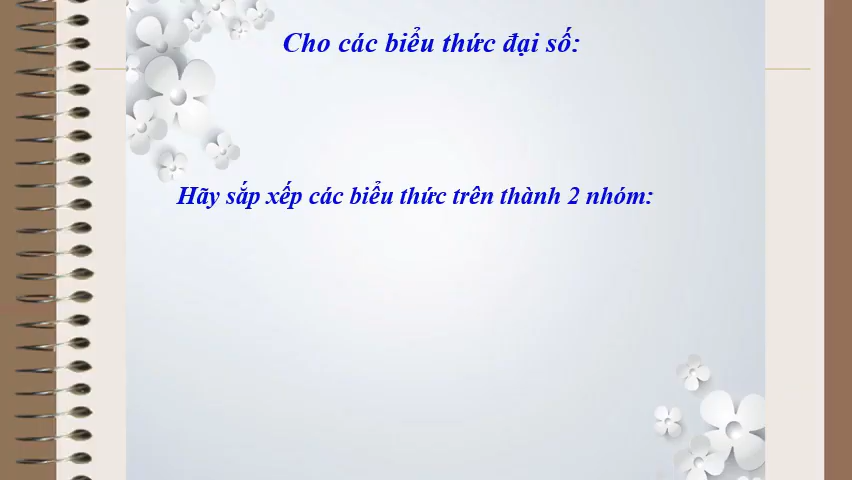 Cho các biểu thức đại số:
Hãy sắp xếp các biểu thức trên thành 2 nhóm: